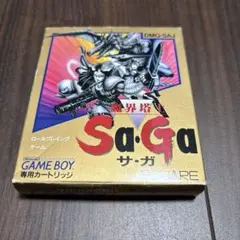 DMG-SAJ
魔界塔士
Sa・Ga
サ・ガ
ロールプレイング
ゲーム
SQUARE
GAME BOY
専用カートリッジ